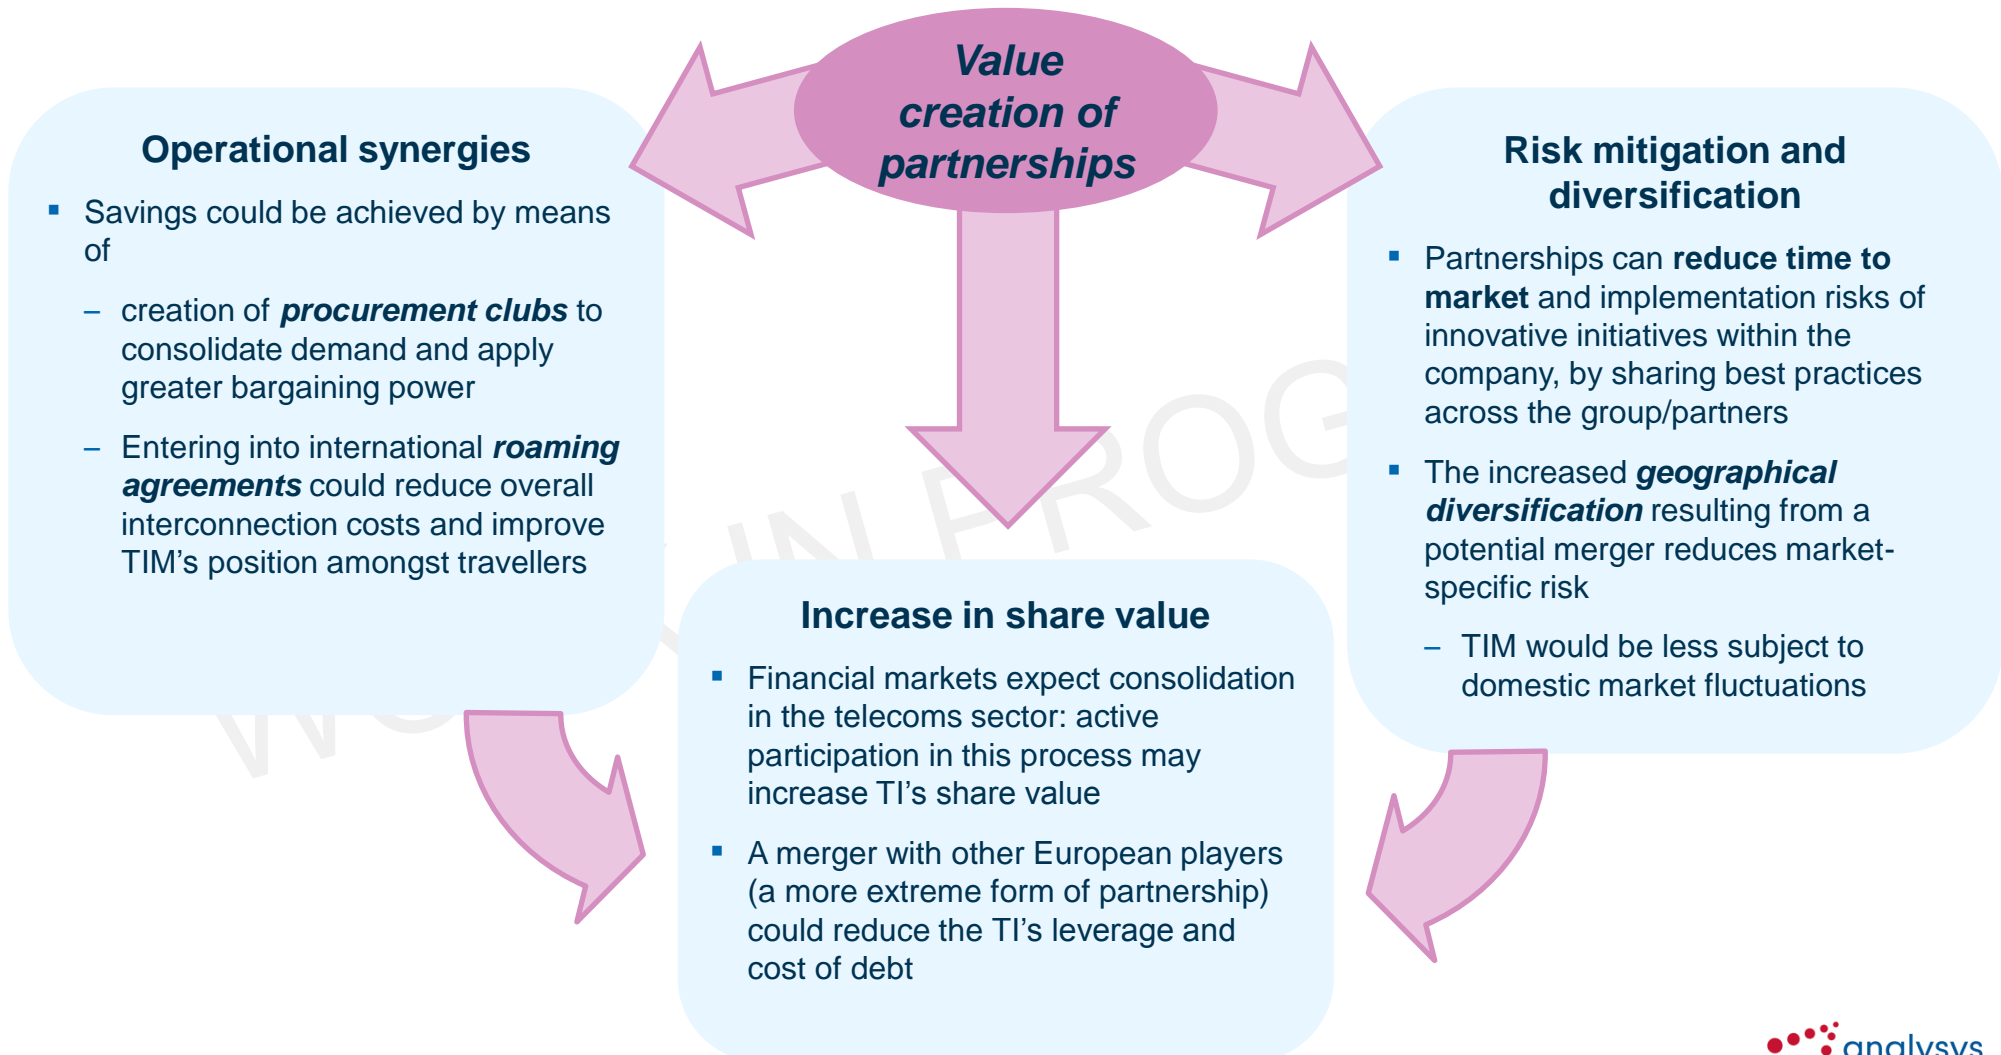 Value
creation of
partnerships
Operational synergies
▪ Savings could be achieved by means
of
– creation of procurement clubs to
consolidate demand and apply
greater bargaining power
– Entering into international roaming
agreements could reduce overall
interconnection costs and improve
TIM’s position amongst travellers
Increase in share value
▪ Financial markets expect consolidation
in the telecoms sector: active
participation in this process may
increase TI’s share value
▪ A merger with other European players
(a more extreme form of partnership)
could reduce the TI’s leverage and
cost of debt
Risk mitigation and
diversification
▪ Partnerships can reduce time to
market and implementation risks of
innovative initiatives within the
company, by sharing best practices
across the group/partners
▪ The increased geographical
diversification resulting from a
potential merger reduces market-
specific risk
– TIM would be less subject to
domestic market fluctuations
IN
analysys